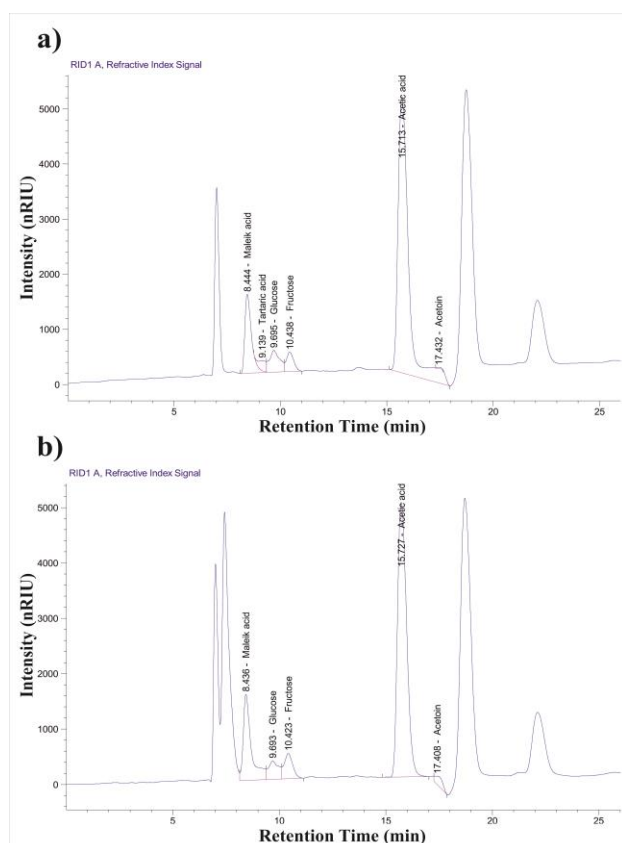 a)
RID1 A, Refractive Index Signal
Intensity (nRIU)
5000
4000
3000
2000
1000
0
8.444 - Maleik acid
9.139 - Tartaric acid
9.695 - Glucose
10.438 - Fructose
15.713 - Acetic acid
17.432 - Acetoin
5 10 15 20 25
Retention Time (min)
b)
RID1 A, Refractive Index Signal
Intensity (nRIU)
5000
4000
3000
2000
1000
0
8.436 - Maleik acid
9.693 - Glucose
10.423 - Fructose
15.727 - Acetic acid
17.408 - Acetoin
5 10 15 20 25
Retention Time (min)